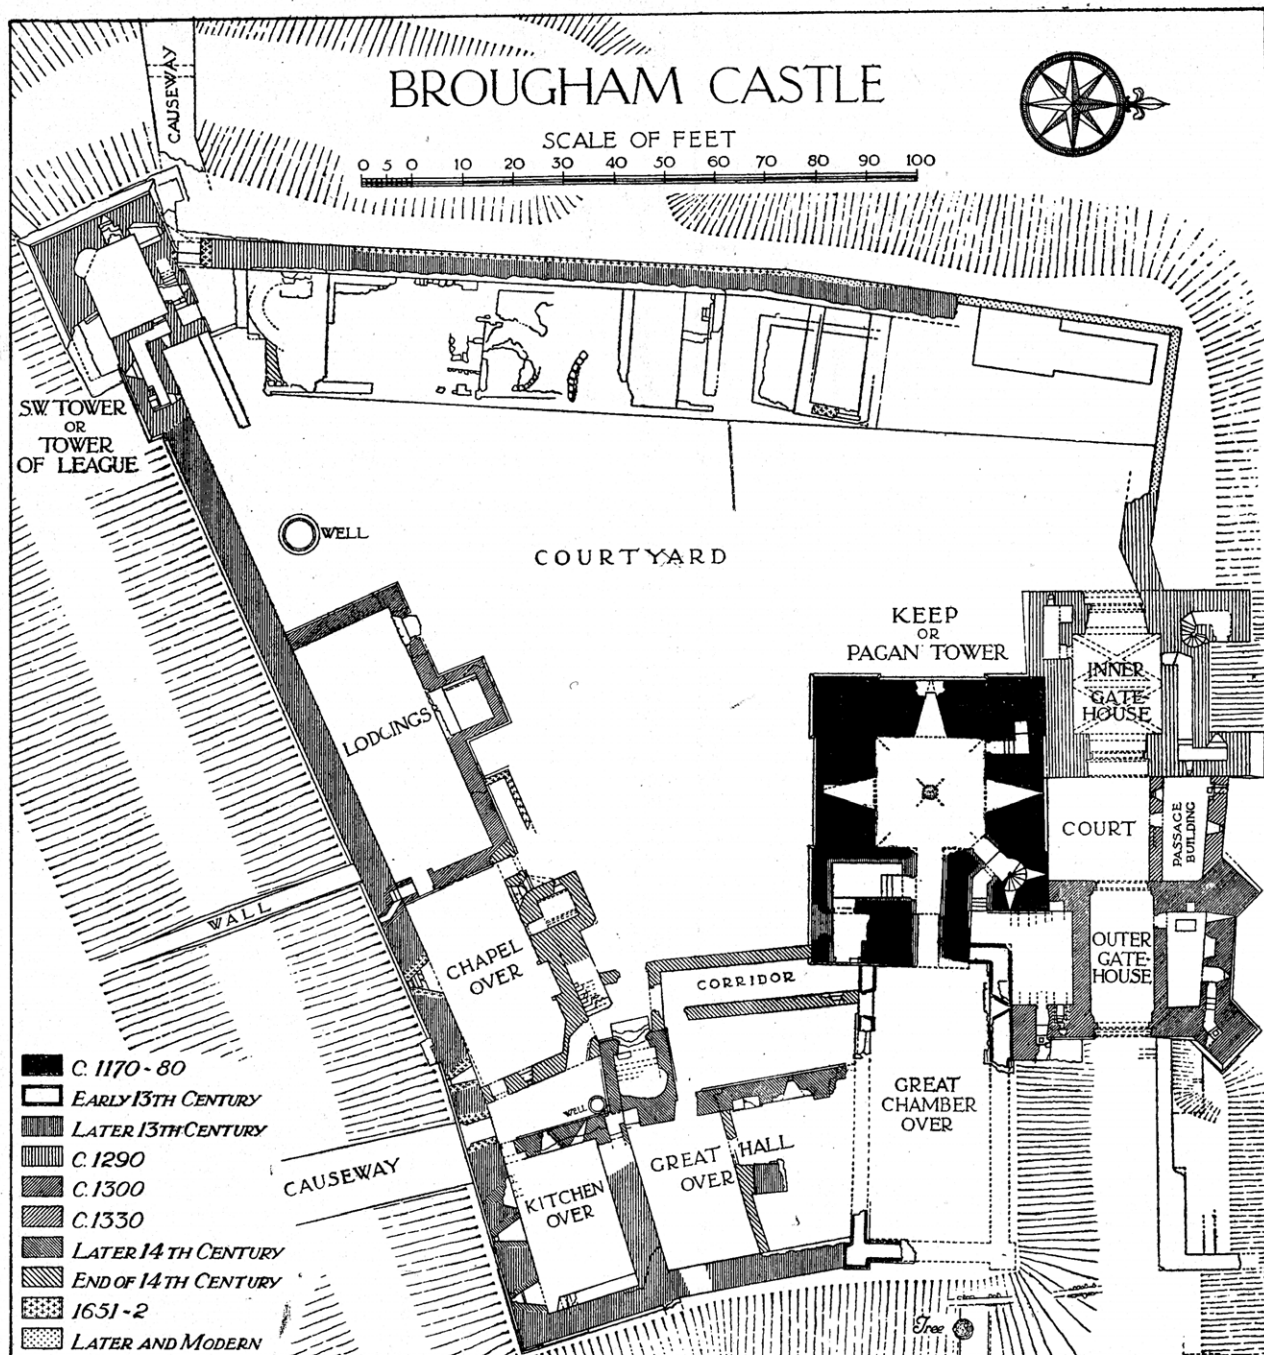 CAUSEWAY
BROUGHAM CASTLE
SCALE OF FEET
0 5 0 10 20 30 40 50 60 70 80 90 100
S.W TOWER
OR
TOWER
OF LEAGUE
WELL
COURTYARD
KEEP
OR
PAGAN TOWER
INNER
GATE-
HOUSE
LODGINGS
COURT
PASSAGE
BUILDING
WALL
CHAPEL
OVER
CORRIDOR
OUTER
GATE-
HOUSE
GREAT
CHAMBER
OVER
WELL
GREAT HALL
OVER
KITCHEN
OVER
CAUSEWAY
C. 1170-80
EARLY 13TH CENTURY
LATER 13TH CENTURY
C. 1290
C. 1300
C. 1330
LATER 14TH CENTURY
END OF 14TH CENTURY
1651-2
LATER AND MODERN
Tree